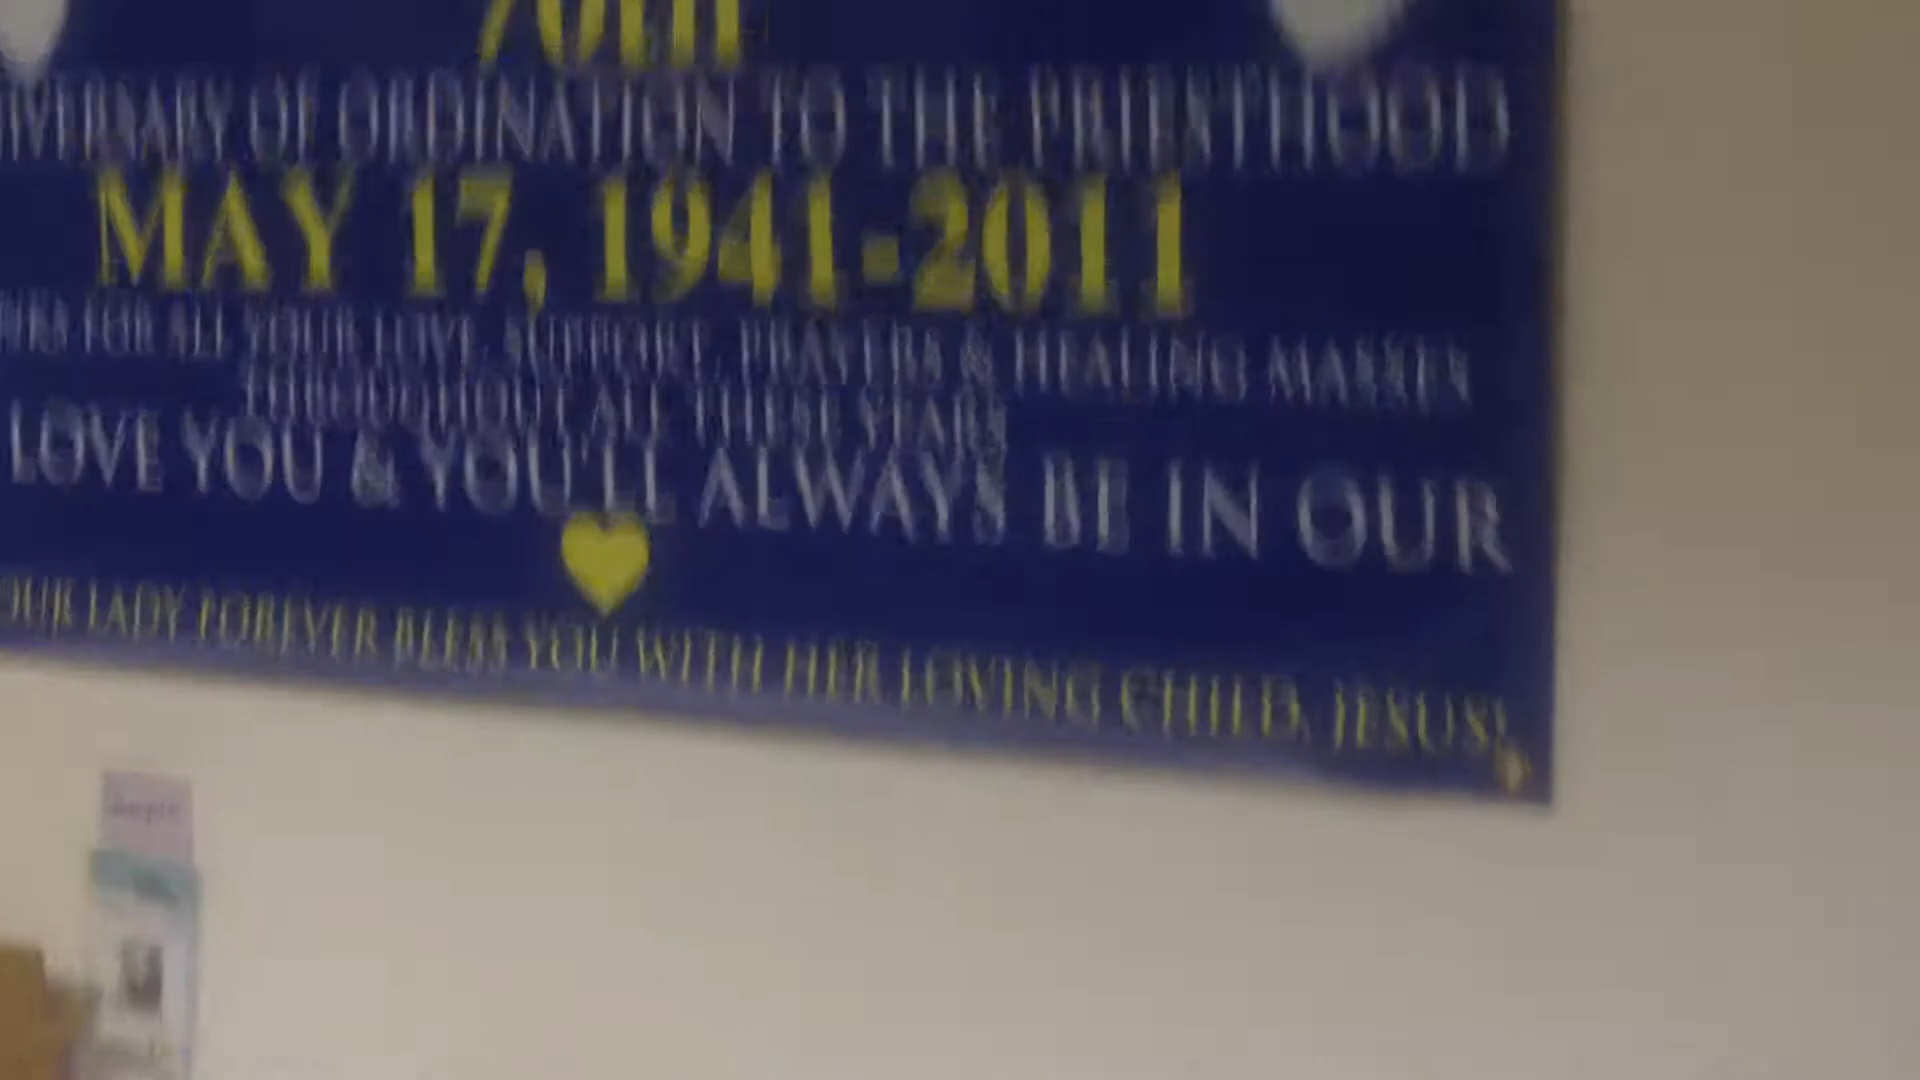 70th
OF ORDINATION TO THE PRIESTHOOD
MAY 17, 1941-2011
FOR ALL YOUR LOVE, SUPPORT, PRAYERS & HEALING MASSES
THROUGHOUT ALL THESE YEARS
LOVE YOU & YOU'LL ALWAYS BE IN OUR
OUR LADY FOREVER BLESS YOU WITH HER LOVING CHILD, JESUS!